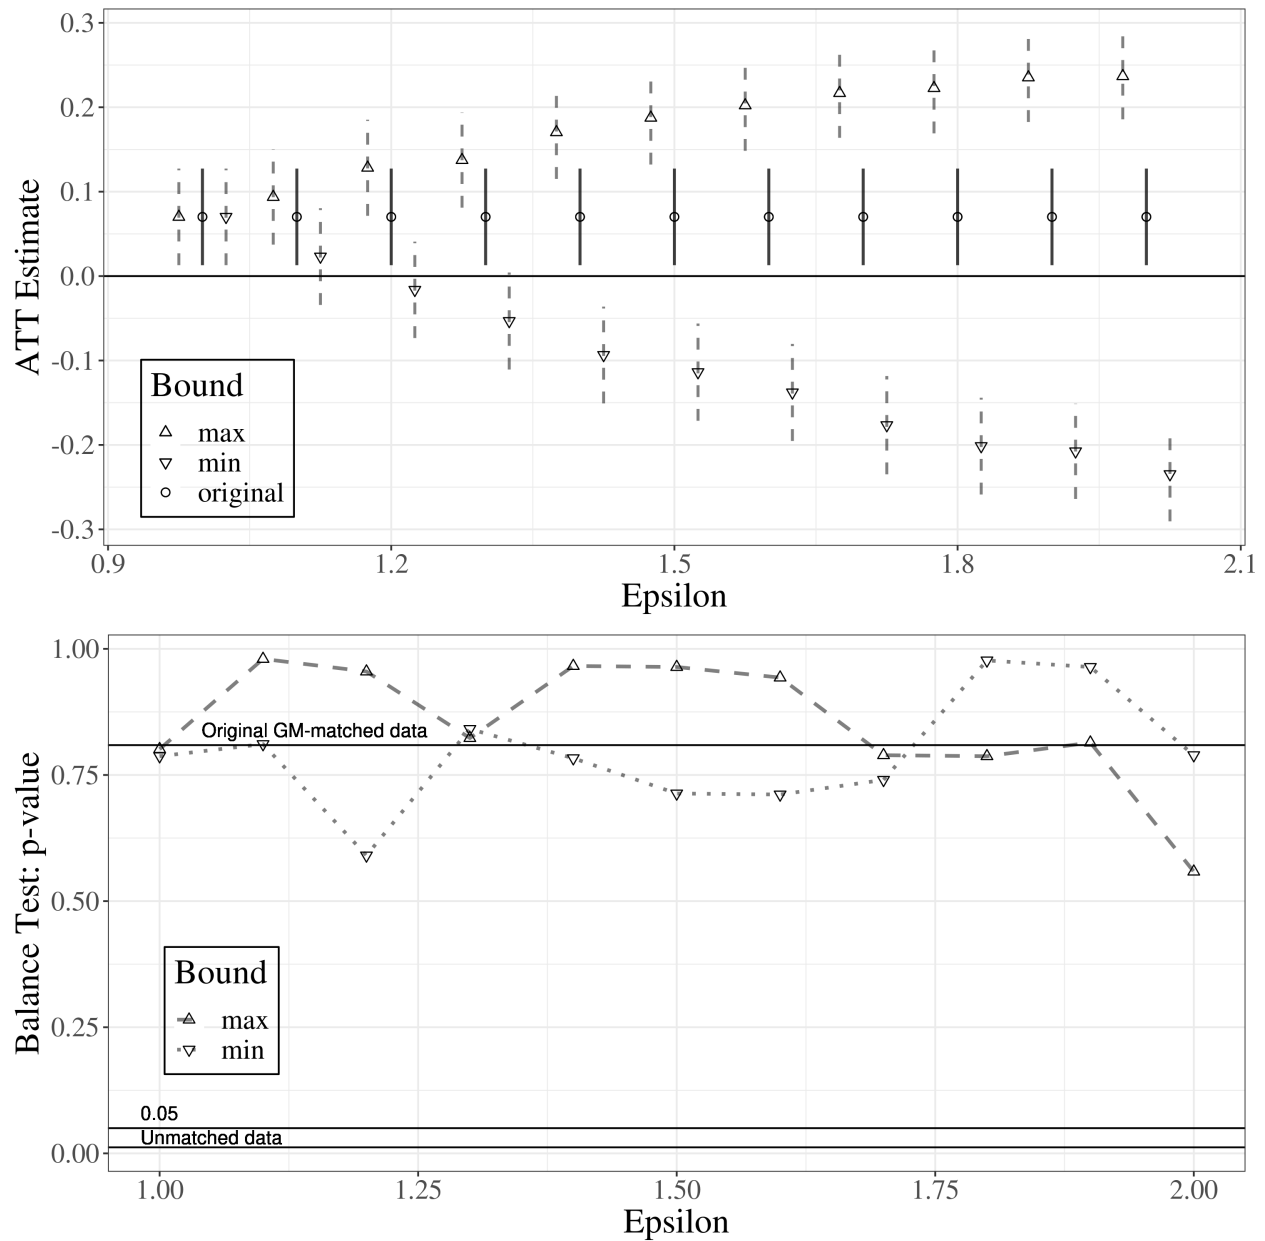 0.3
0.2
0.1
0.0
-0.1
-0.2
-0.3
ATT Estimate
Bound
max
min
original
0.9 1.2 1.5 1.8 2.1
Epsilon
1.00
0.75
0.50
0.25
0.00
Balance Test: p-value
Original GM-matched data
Bound
max
min
0.05
Unmatched data
1.00 1.25 1.50 1.75 2.00
Epsilon